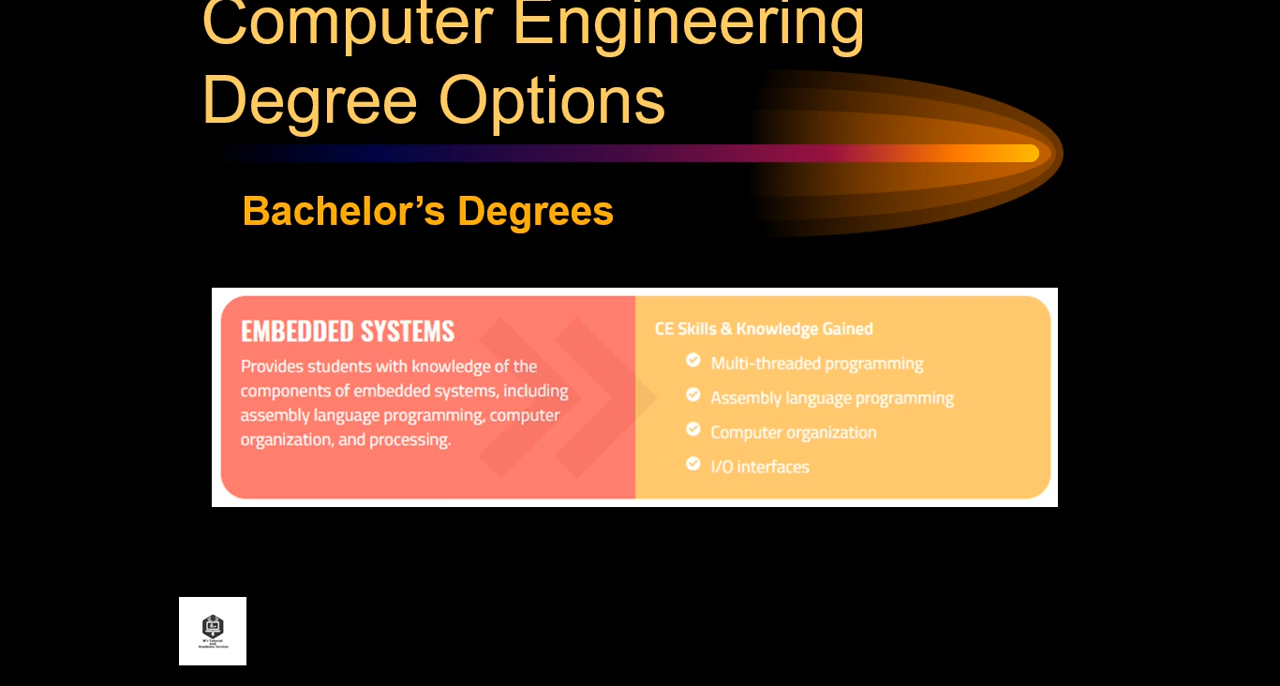 Computer Engineering
Degree Options
Bachelor’s Degrees
EMBEDDED SYSTEMS
Provides students with knowledge of the
components of embedded systems, including
assembly language programming, computer
organization, and processing.
CE Skills & Knowledge Gained
Multi-threaded programming
Assembly language programming
Computer organization
I/O interfaces